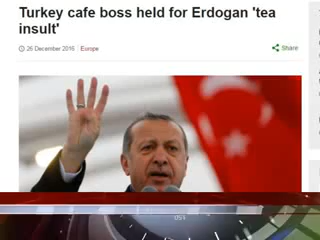 Turkey cafe boss held for Erdogan 'tea
insult'
26 December 2016 | Europe
Share